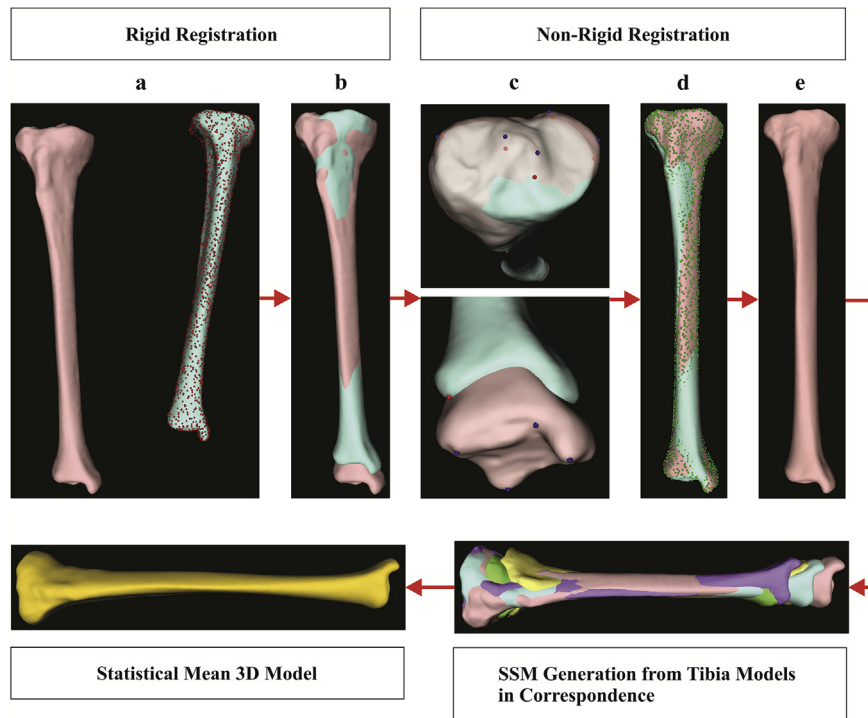 Rigid Registration
Non-Rigid Registration
a
b
c
d
e
Statistical Mean 3D Model
SSM Generation from Tibia Models
in Correspondence